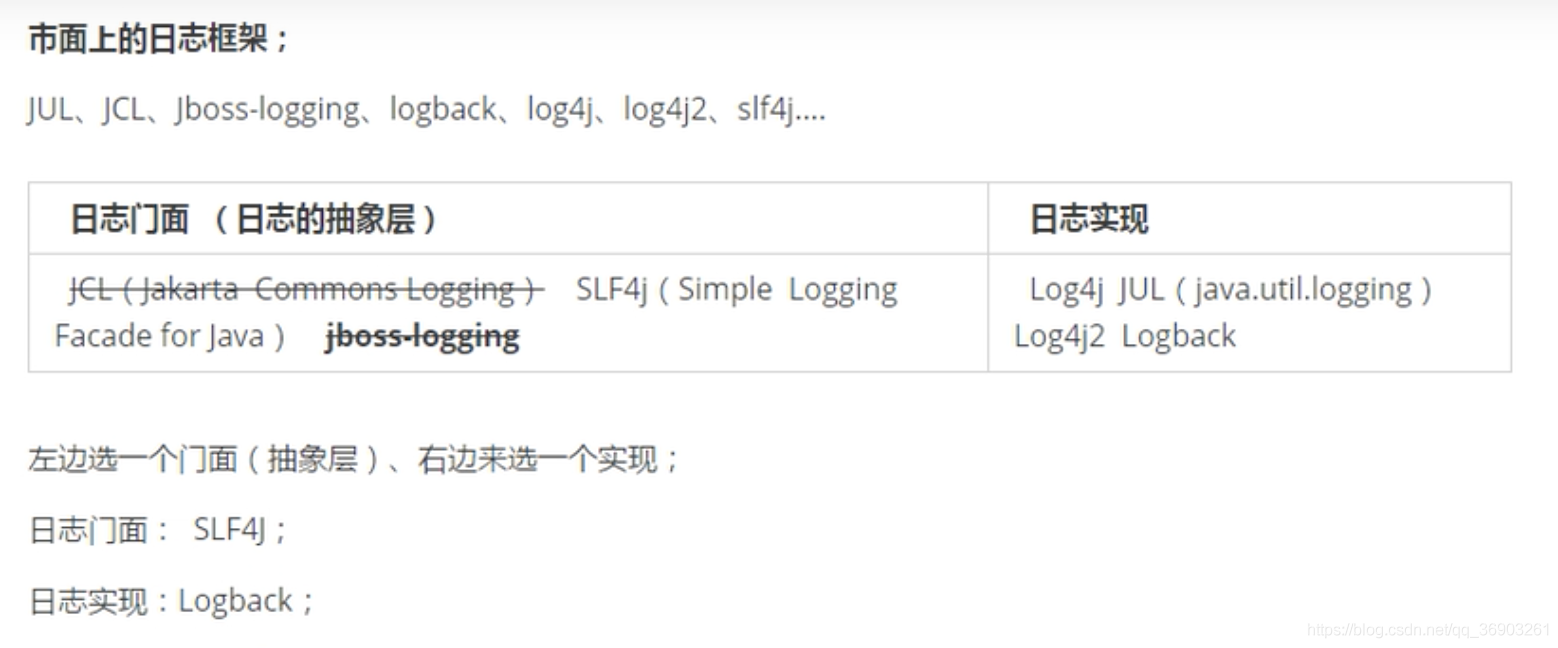 市面上的日志框架；
JUL、JCL、Jboss-logging、logback、log4j、log4j2、slf4j....
日志门面 （日志的抽象层）
日志实现
JCL（Jakarta Commons Logging） SLF4j（Simple Logging
Facade for Java） jboss-logging
Log4j JUL（java.util.logging）
Log4j2 Logback
左边选一个门面（抽象层）、右边来选一个实现；
日志门面： SLF4J；
日志实现：Logback；
https://blog.csdn.net/qq_36903261